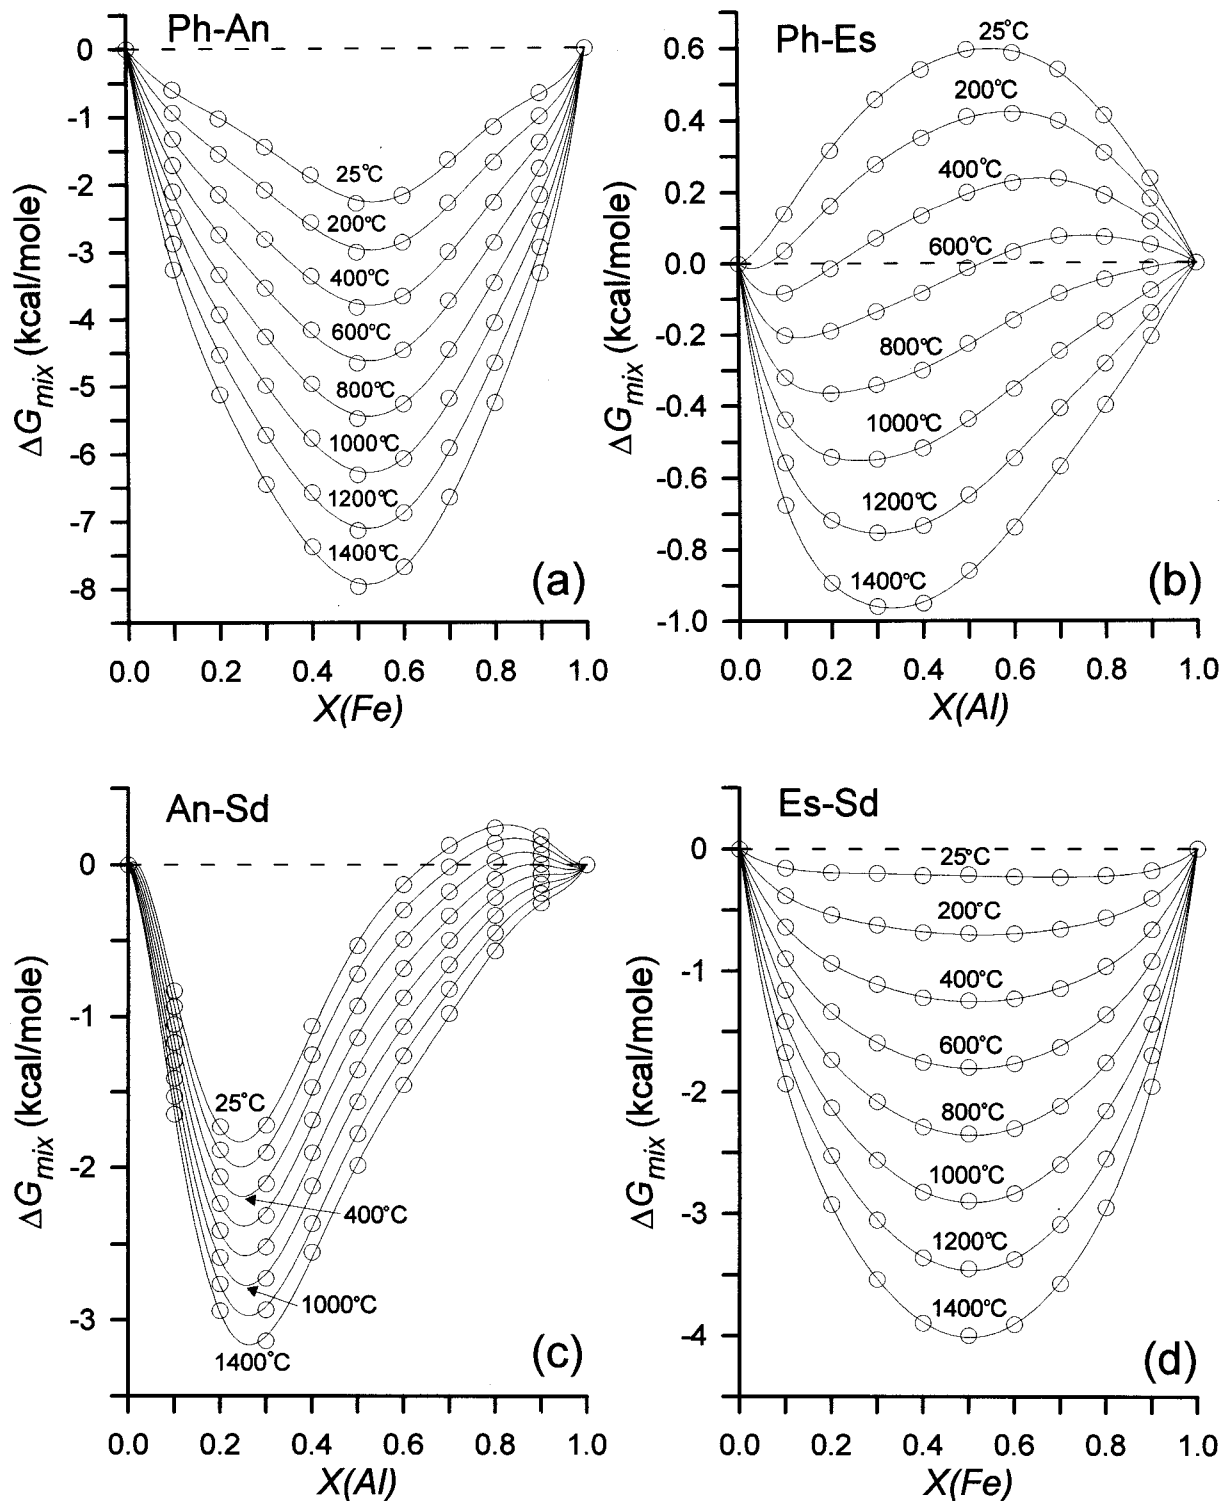 Ph-An
0
-1
-2
-3
-4
-5
-6
-7
-8
ΔGmix (kcal/mole)
25°C
200°C
400°C
600°C
800°C
1000°C
1200°C
1400°C
(a)
0.0 0.2 0.4 0.6 0.8 1.0
X(Fe)
Ph-Es
0.6
0.4
0.2
0.0
-0.2
-0.4
-0.6
-0.8
-1.0
ΔGmix (kcal/mole)
25°C
200°C
400°C
600°C
800°C
1000°C
1200°C
1400°C
(b)
0.0 0.2 0.4 0.6 0.8 1.0
X(Al)
An-Sd
0
-1
-2
-3
ΔGmix (kcal/mole)
25°C
400°C
1000°C
1400°C
(c)
0.0 0.2 0.4 0.6 0.8 1.0
X(Al)
Es-Sd
0
-1
-2
-3
-4
ΔGmix (kcal/mole)
25°C
200°C
400°C
600°C
800°C
1000°C
1200°C
1400°C
(d)
0.0 0.2 0.4 0.6 0.8 1.0
X(Fe)